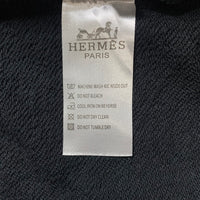 HERMÈS
PARIS
MACHINE WASH 40C INSIDE OUT
DO NOT BLEACH
COOL IRON ON REVERSE
DO NOT DRY CLEAN
DO NOT TUMBLE DRY